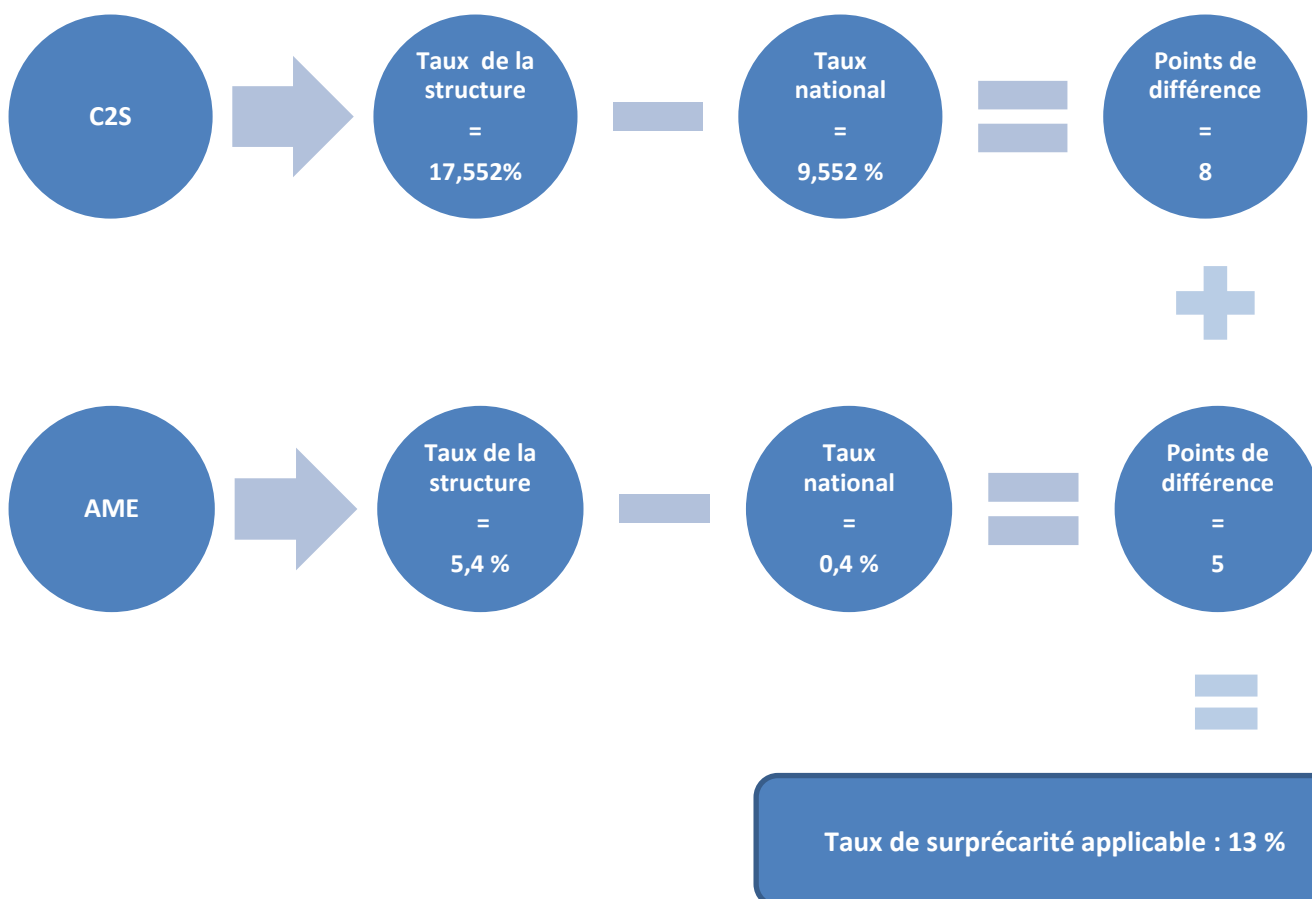 C2S
Taux de la
structure
=
17,552%
Taux
national
=
9,552 %
Points de
différence
=
8
AME
Taux de la
structure
=
5,4 %
Taux
national
=
0,4 %
Points de
différence
=
5
Taux de surprécarité applicable : 13 %